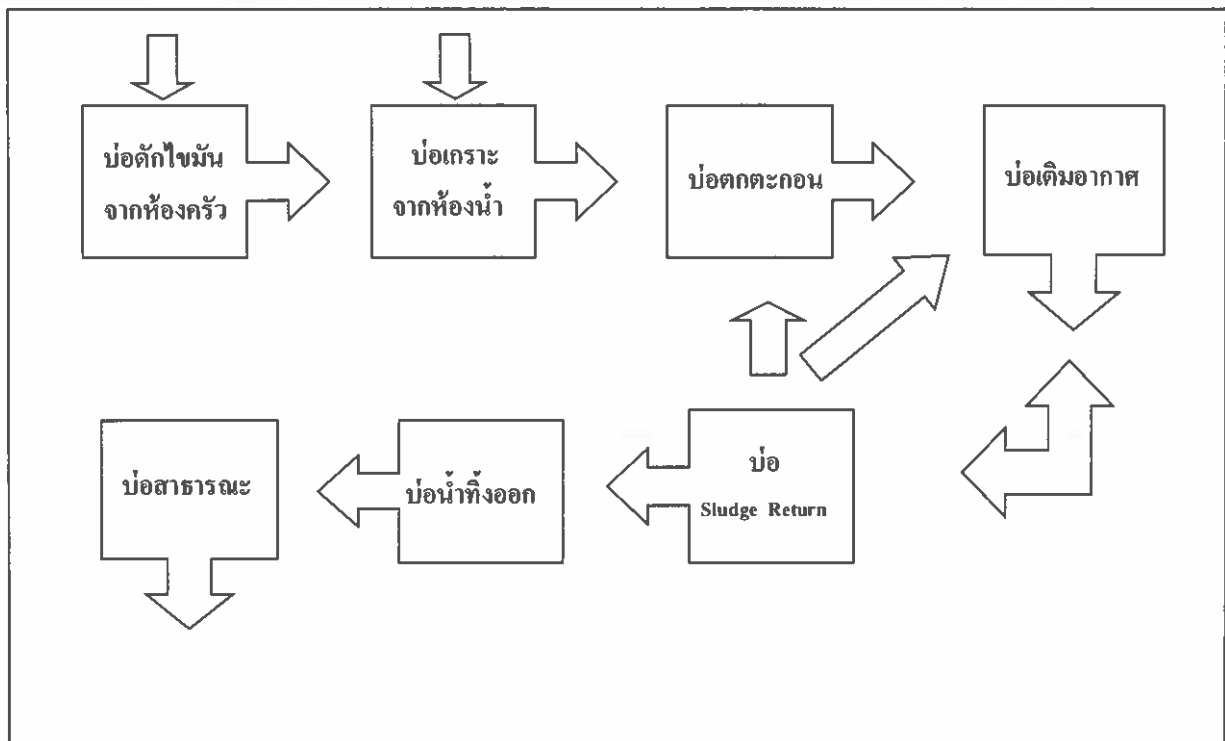 บ่อดักไขมัน
จากห้องครัว
บ่อเกราะ
จากห้องน้ำ
บ่อตกตะกอน
บ่อเติมอากาศ
บ่อสาธารณะ
บ่อน้ำทิ้งออก
บ่อ
Sludge Return